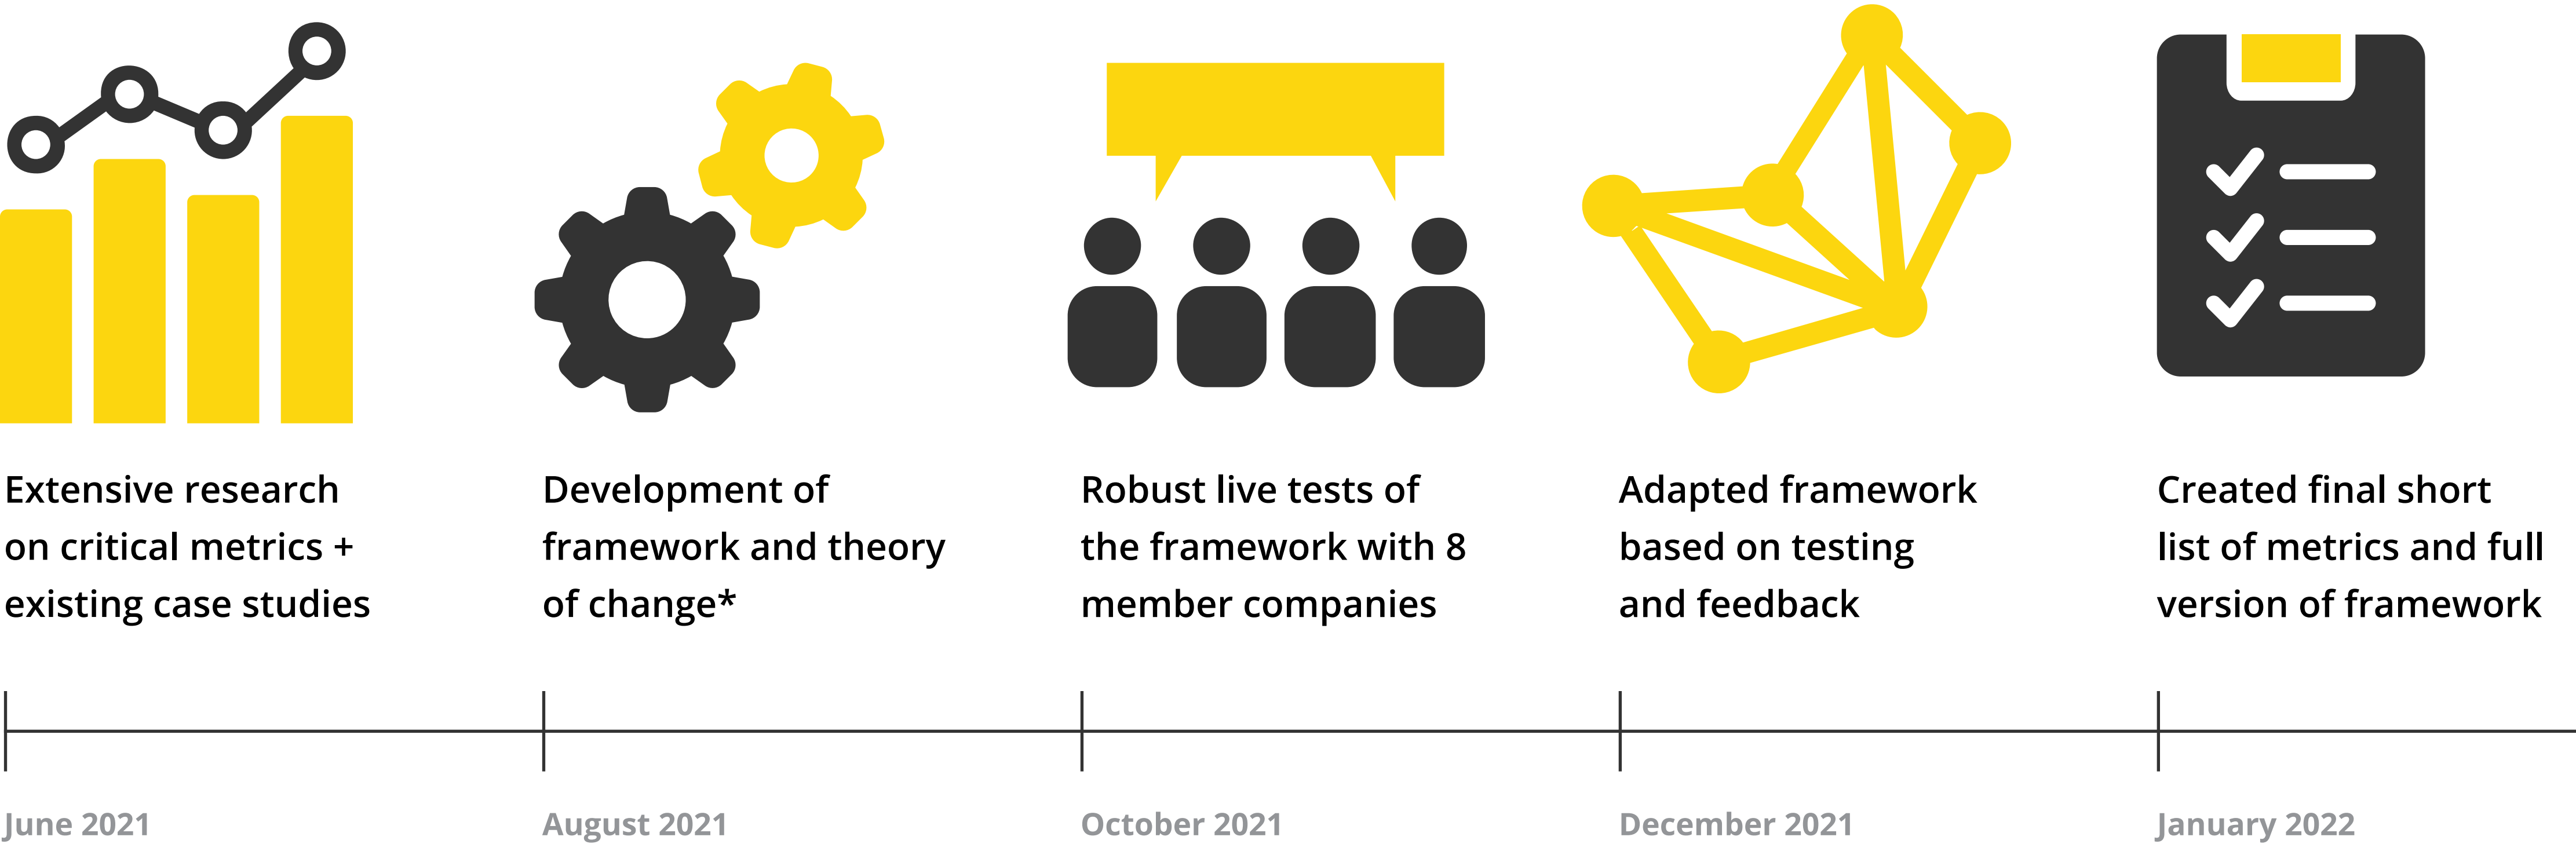 Extensive research
on critical metrics +
existing case studies
Development of
framework and theory
of change*
Robust live tests of
the framework with 8
member companies
Adapted framework
based on testing
and feedback
Created final short
list of metrics and full
version of framework
June 2021
August 2021
October 2021
December 2021
January 2022